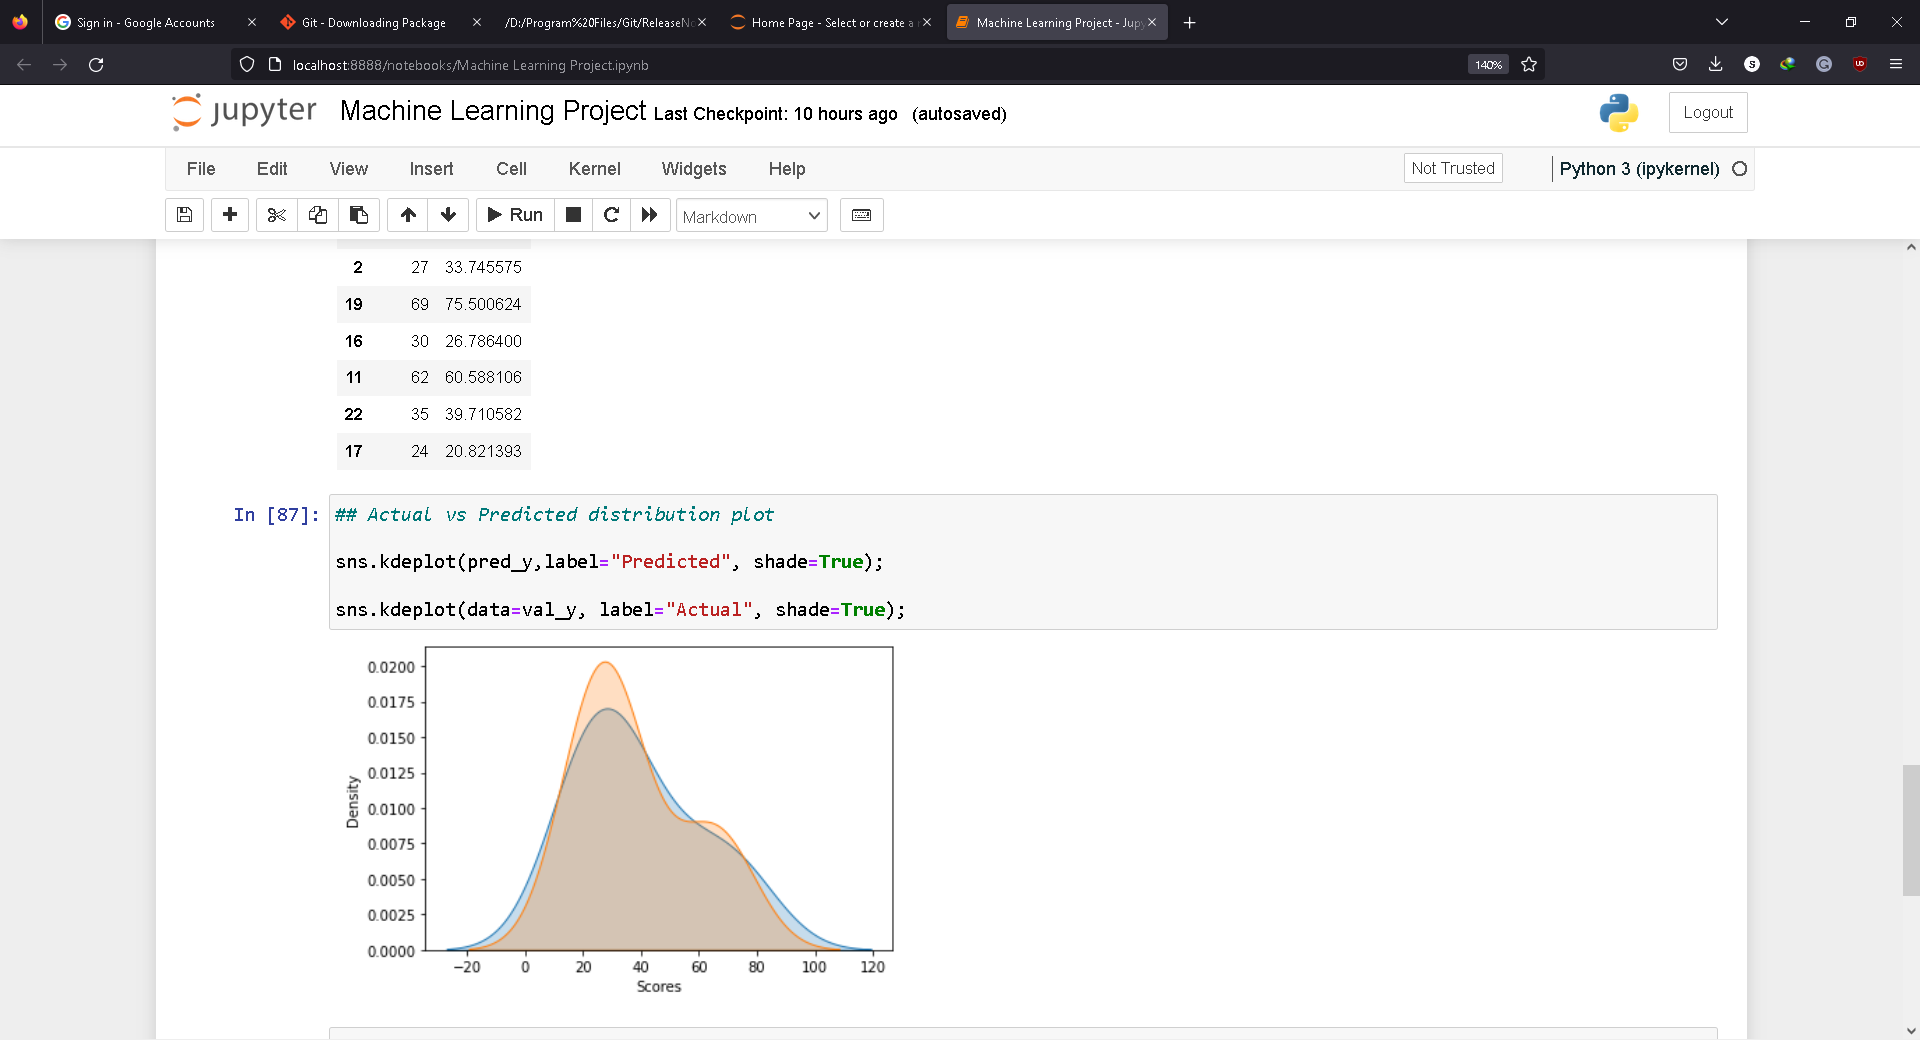 Sign in - Google Accounts
Git - Downloading Package
/D:/Program%20Files/Git/ReleaseNo
Home Page - Select or create a
Machine Learning Project - Jupy
localhost:8888/notebooks/Machine Learning Project.ipynb
140%
jupyter Machine Learning Project Last Checkpoint: 10 hours ago (autosaved)
Logout
File Edit View Insert Cell Kernel Widgets Help
Not Trusted
Python 3 (ipykernel)
Run
Markdown
2 27 33.745575
19 69 75.500624
16 30 26.786400
11 62 60.588106
22 35 39.710582
17 24 20.821393
In [87]: ## Actual vs Predicted distribution plot
sns.kdeplot(pred_y,label="Predicted", shade=True);
sns.kdeplot(data=val_y, label="Actual", shade=True);
0.0200
0.0175
0.0150
0.0125
0.0100
0.0075
0.0050
0.0025
0.0000
Density
−20 0 20 40 60 80 100 120
Scores